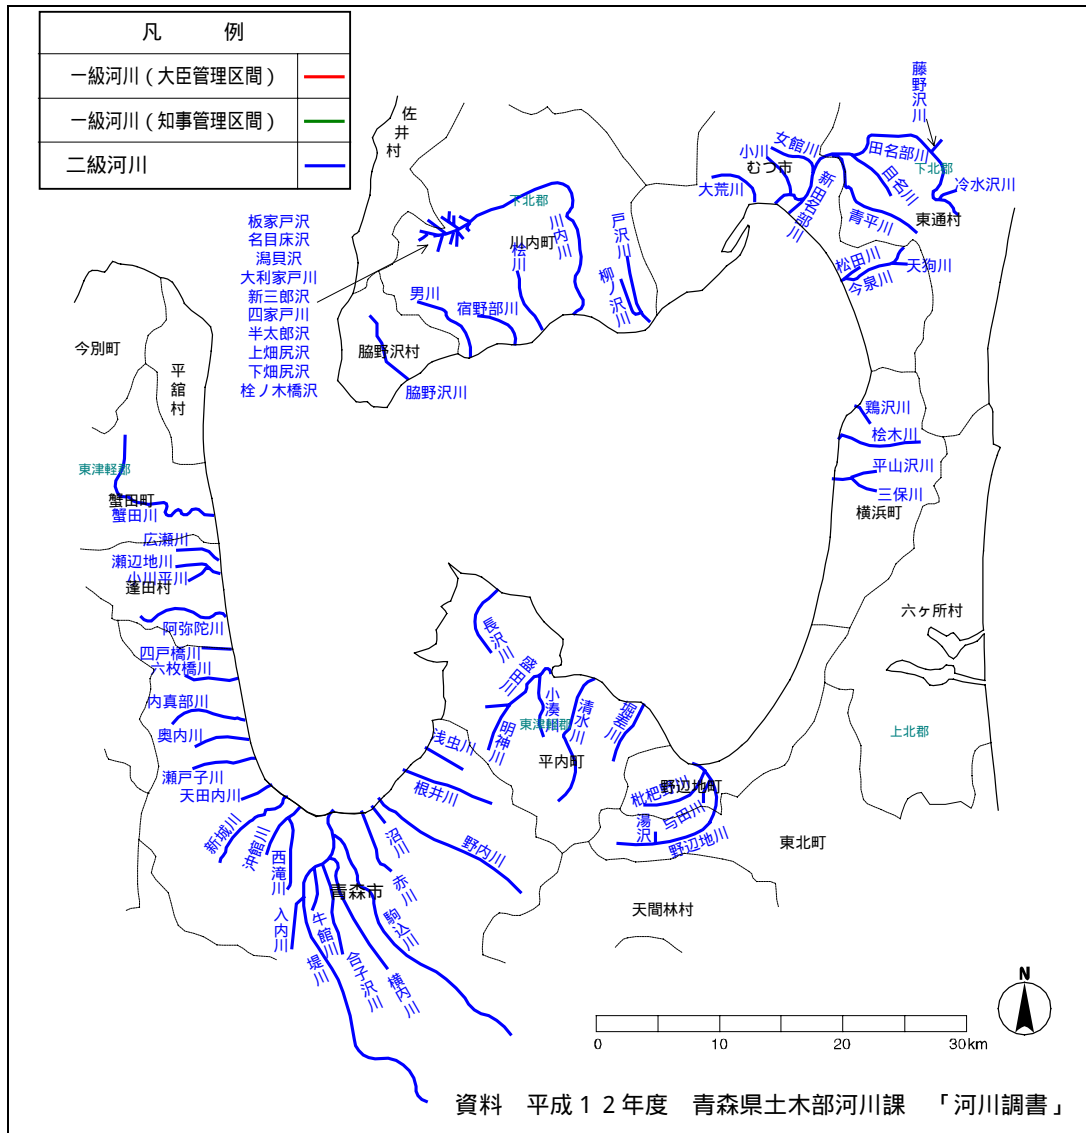 凡 例
一級河川（大臣管理区間）
一級河川（知事管理区間）
二級河川
佐井村
藤野沢川
女館川
小川
むつ市
田名部川
下北郡
目名川
冷水沢川
大荒川
新田名部川
青平川
東通村
板家戸沢
名目床沢
潟貝沢
大利家戸川
新三郎沢
四家戸川
半太郎沢
上畑尻沢
下畑尻沢
栓ノ木橋沢
下北郡
川内町
川内川
桧川
戸沢川
柳ノ沢川
松田川
天狗川
今泉川
男川
宿野部川
脇野沢村
脇野沢川
今別町
平舘村
鶏沢川
桧木川
平山沢川
三保川
横浜町
東津軽郡
蟹田町
蟹田川
広瀬川
瀬辺地川
小川平川
蓬田村
阿弥陀川
四戸橋川
六枚橋川
内真部川
奥内川
瀬戸子川
天田内川
六ヶ所村
長沢川
盛田川
小湊川
東津軽郡
清水川
堀差川
明神川
平内町
浅虫川
根井川
上北郡
枇杷野川
野辺地町
与田川
湯沢
野辺地川
東北町
天間林村
新城川
沖館川
西滝川
沼川
野内川
赤川
青森市
入内川
牛館川
駒込川
堤川
合子沢川
横内川
N
0 10 20 30km
資料 平成１２年度 青森県土木部河川課 「河川調書」